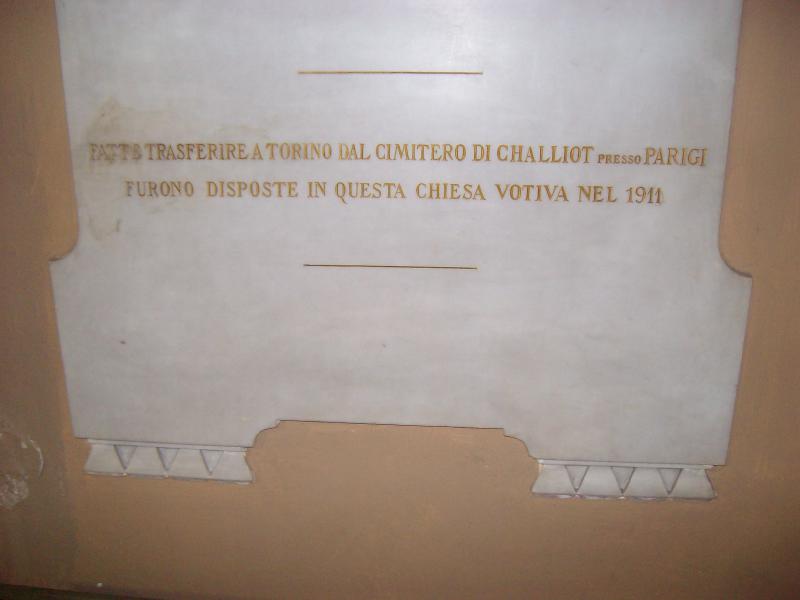 FATTE TRASFERIRE A TORINO DAL CIMITERO DI CHALLIOT PRESSO PARIGI
FURONO DISPOSTE IN QUESTA CHIESA VOTIVA NEL 1911